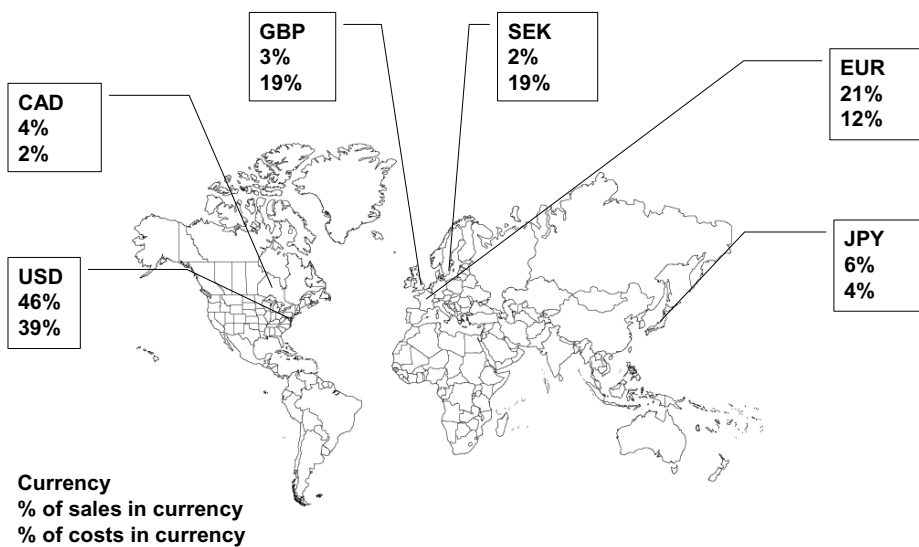 GBP
3%
19%
SEK
2%
19%
EUR
21%
12%
CAD
4%
2%
JPY
6%
4%
USD
46%
39%
Currency
% of sales in currency
% of costs in currency